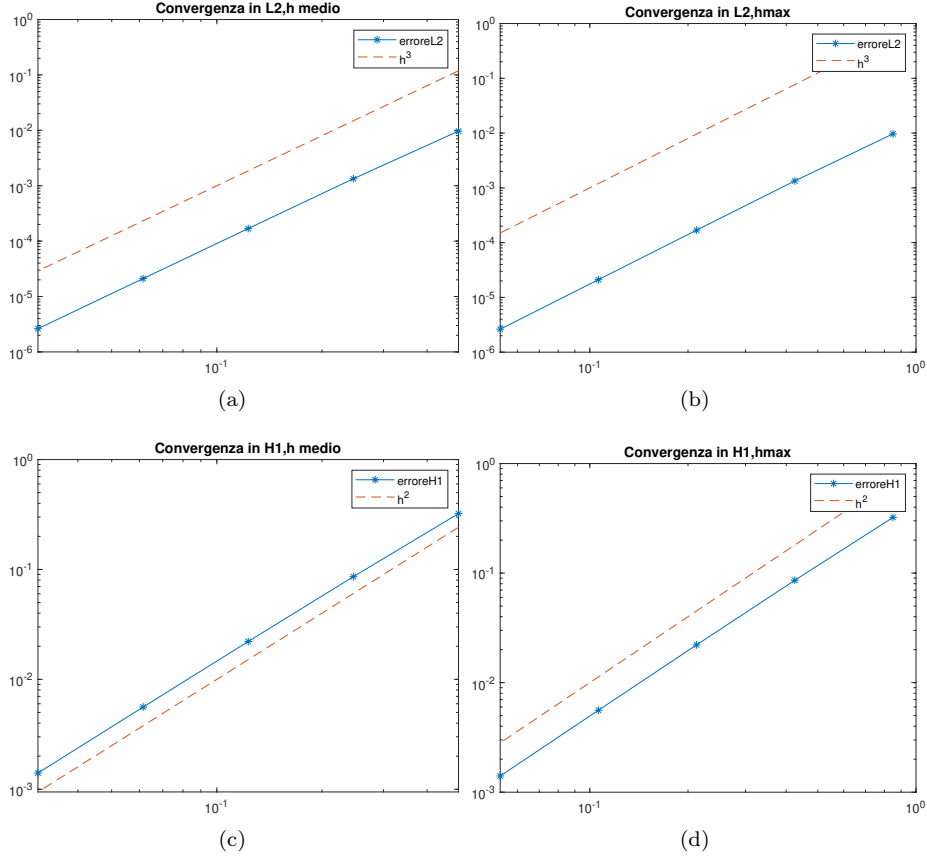 Convergenza in L2,h medio
10^0
10^-1
10^-2
10^-3
10^-4
10^-5
10^-6
erroreL2
h^3
10^-1
(a)
Convergenza in L2,hmax
10^0
10^-1
10^-2
10^-3
10^-4
10^-5
10^-6
erroreL2
h^3
10^-1
10^0
(b)
Convergenza in H1,h medio
10^0
10^-1
10^-2
10^-3
erroreH1
h^2
10^-1
(c)
Convergenza in H1,hmax
10^0
10^-1
10^-2
10^-3
erroreH1
h^2
10^-1
10^0
(d)